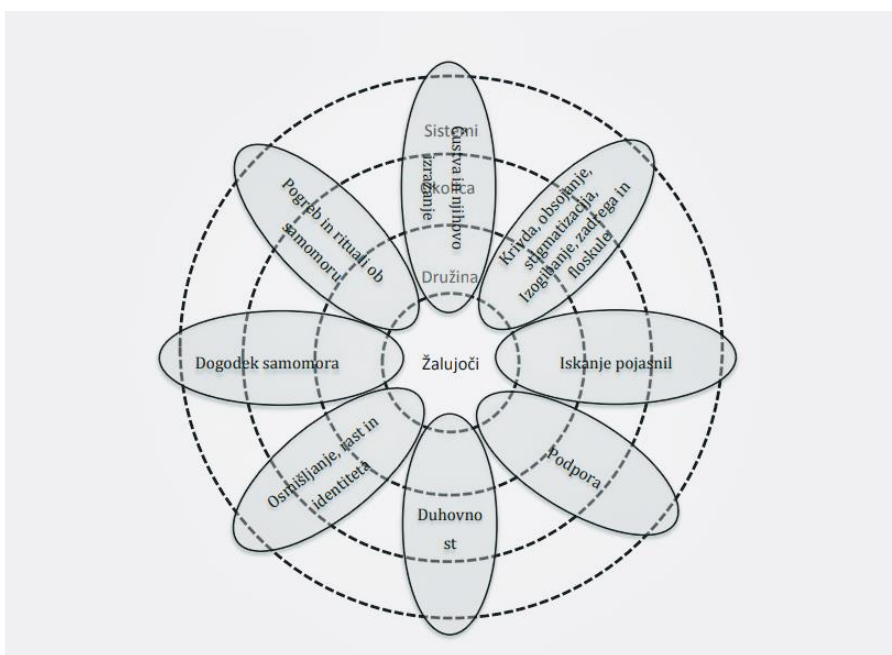 Sistemi
Okolica
Družina
Žalujoči
Čustva in njihovo
izražanje
Krivda, obsojanje,
stigmatizacija,
Izogibanje, zadrega in
floskule
Iskanje pojasnil
Podpora
Duhovno
st
Osmišljanje, rast in
identiteta
Dogodek samomora
Pogreb in rituali ob
samomoru